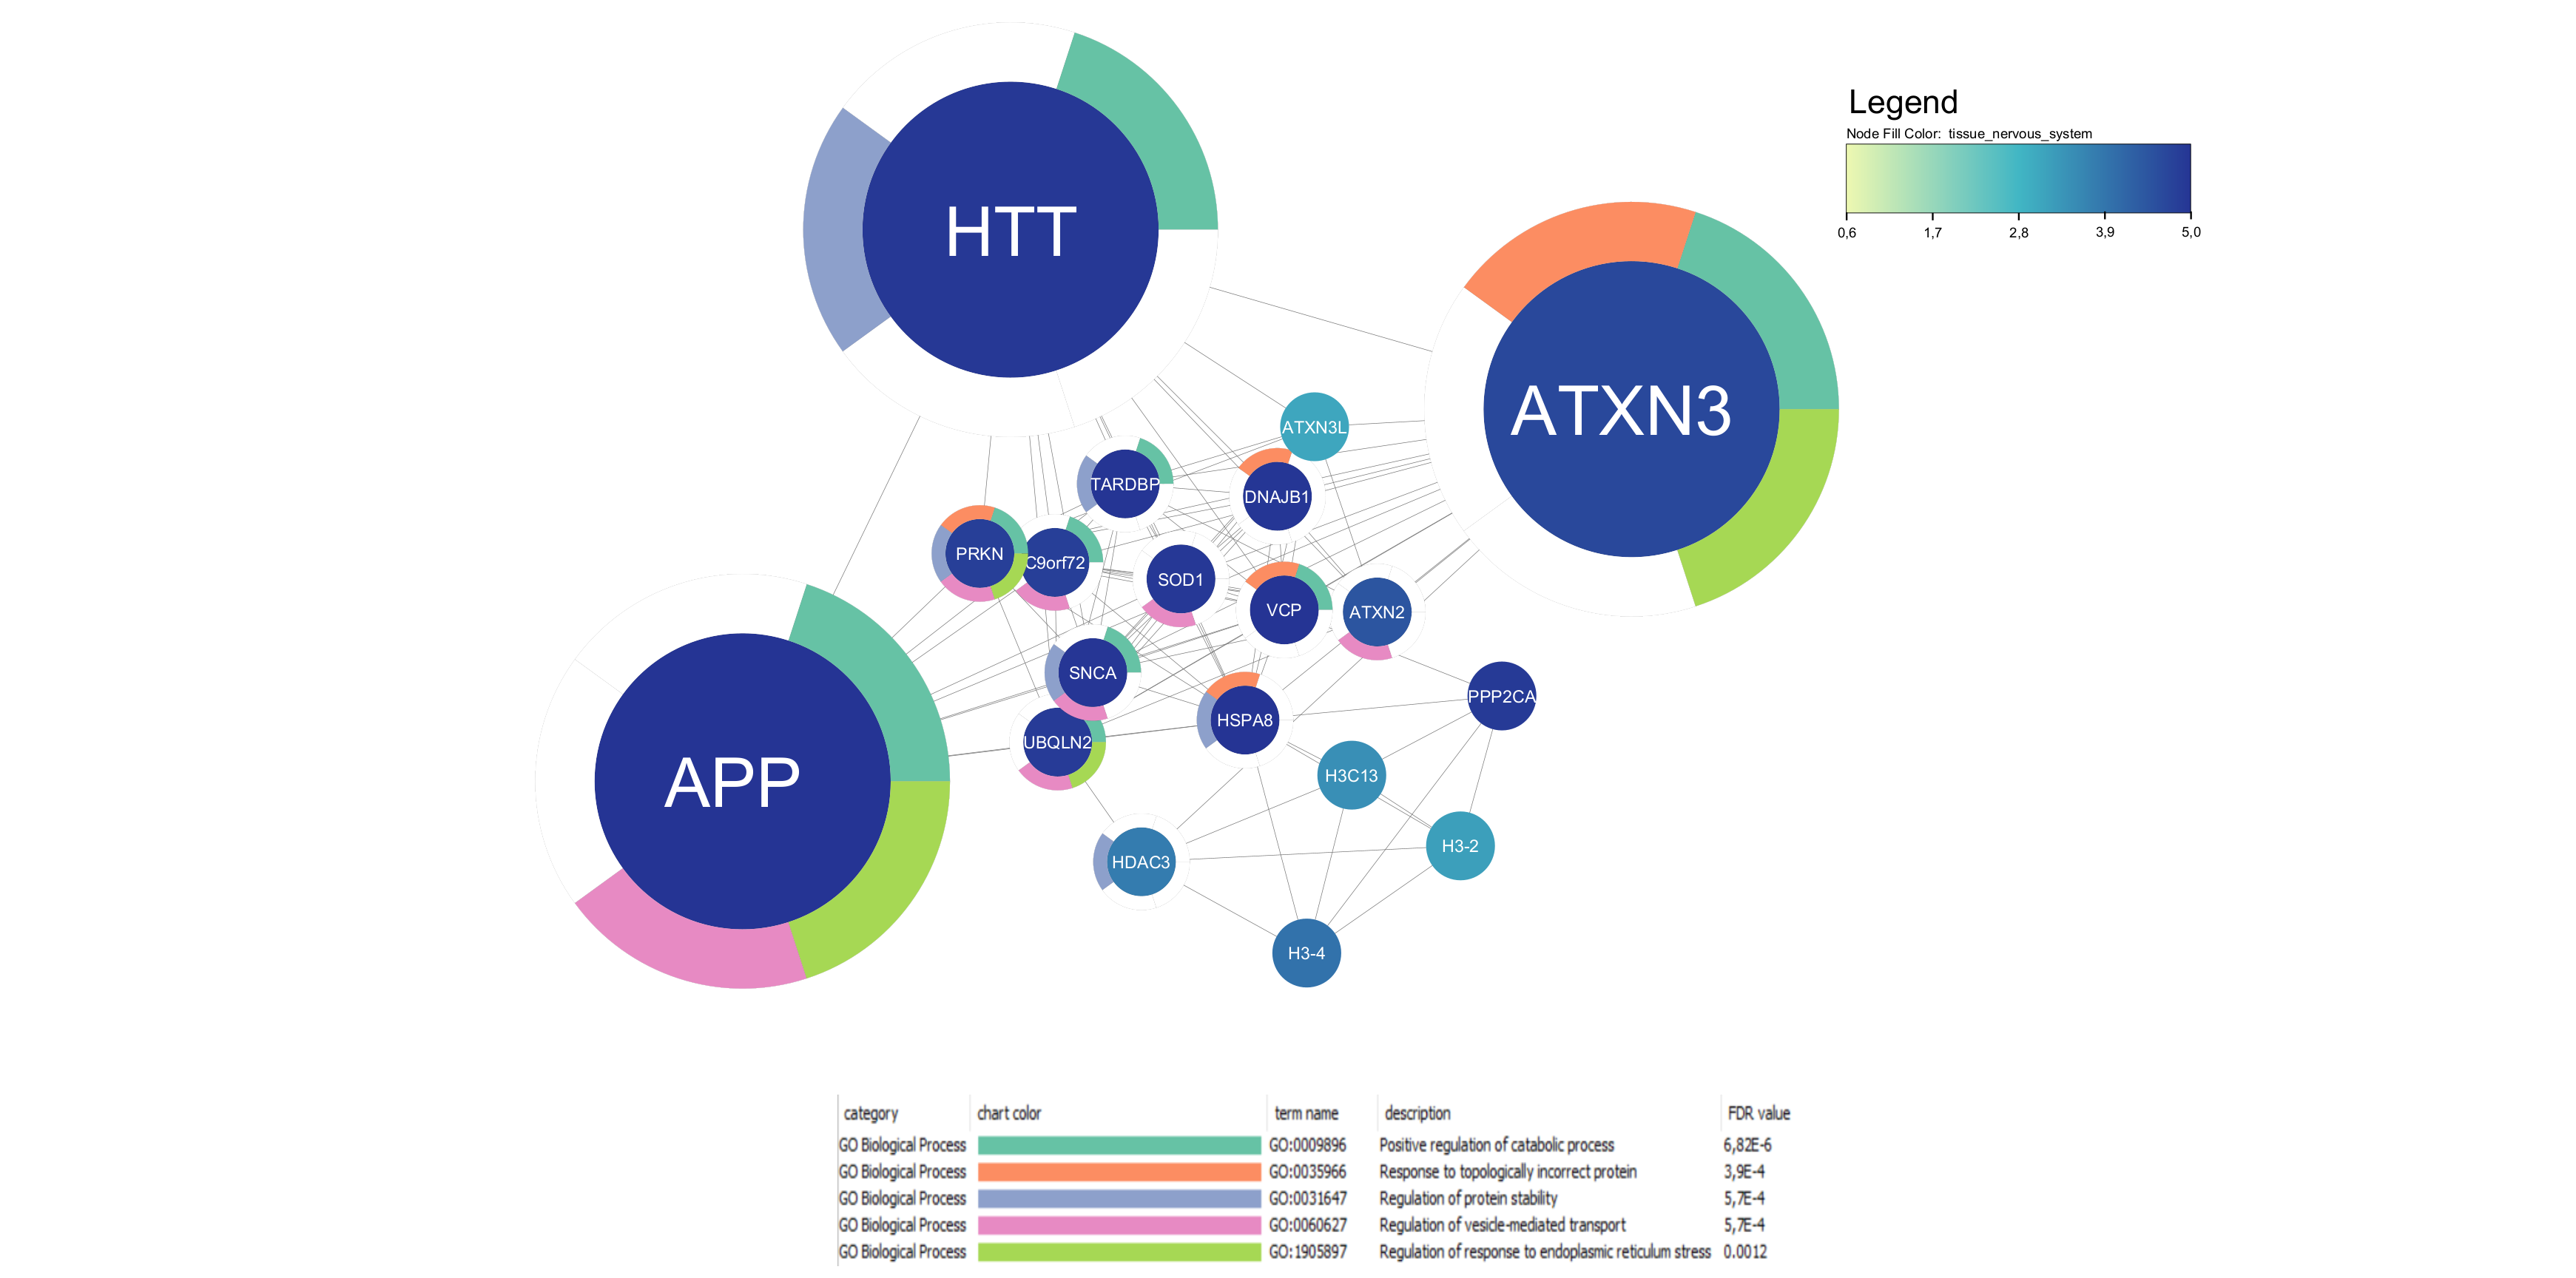 HTT
Legend
Node Fill Color: tissue_nervous_system
0,6 1,7 2,8 3,9 5,0
ATXN3
ATXN3L
TARDBP
DNAJB1
PRKN
C9orf72
SOD1
VCP
ATXN2
SNCA
PPP2CA
HSPA8
UBQLN2
APP
H3C13
H3-2
HDAC3
H3-4
category chart color term name description FDR value
GO Biological Process GO:0009896 Positive regulation of catabolic process 6,82E-6
GO Biological Process GO:0035966 Response to topologically incorrect protein 3,9E-4
GO Biological Process GO:0031647 Regulation of protein stability 5,7E-4
GO Biological Process GO:0060627 Regulation of vesicle-mediated transport 5,7E-4
GO Biological Process GO:1905897 Regulation of response to endoplasmic reticulum stress 0.0012